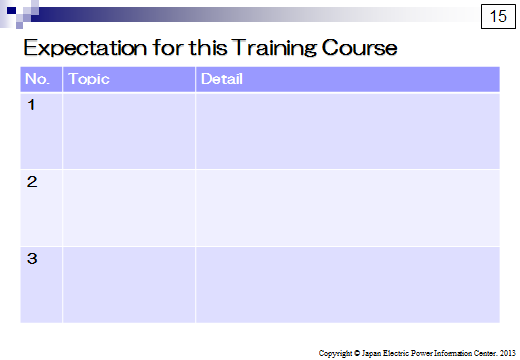 15
Expectation for this Training Course
No. Topic Detail
1
2
3
Copyright © Japan Electric Power Information Center. 2013